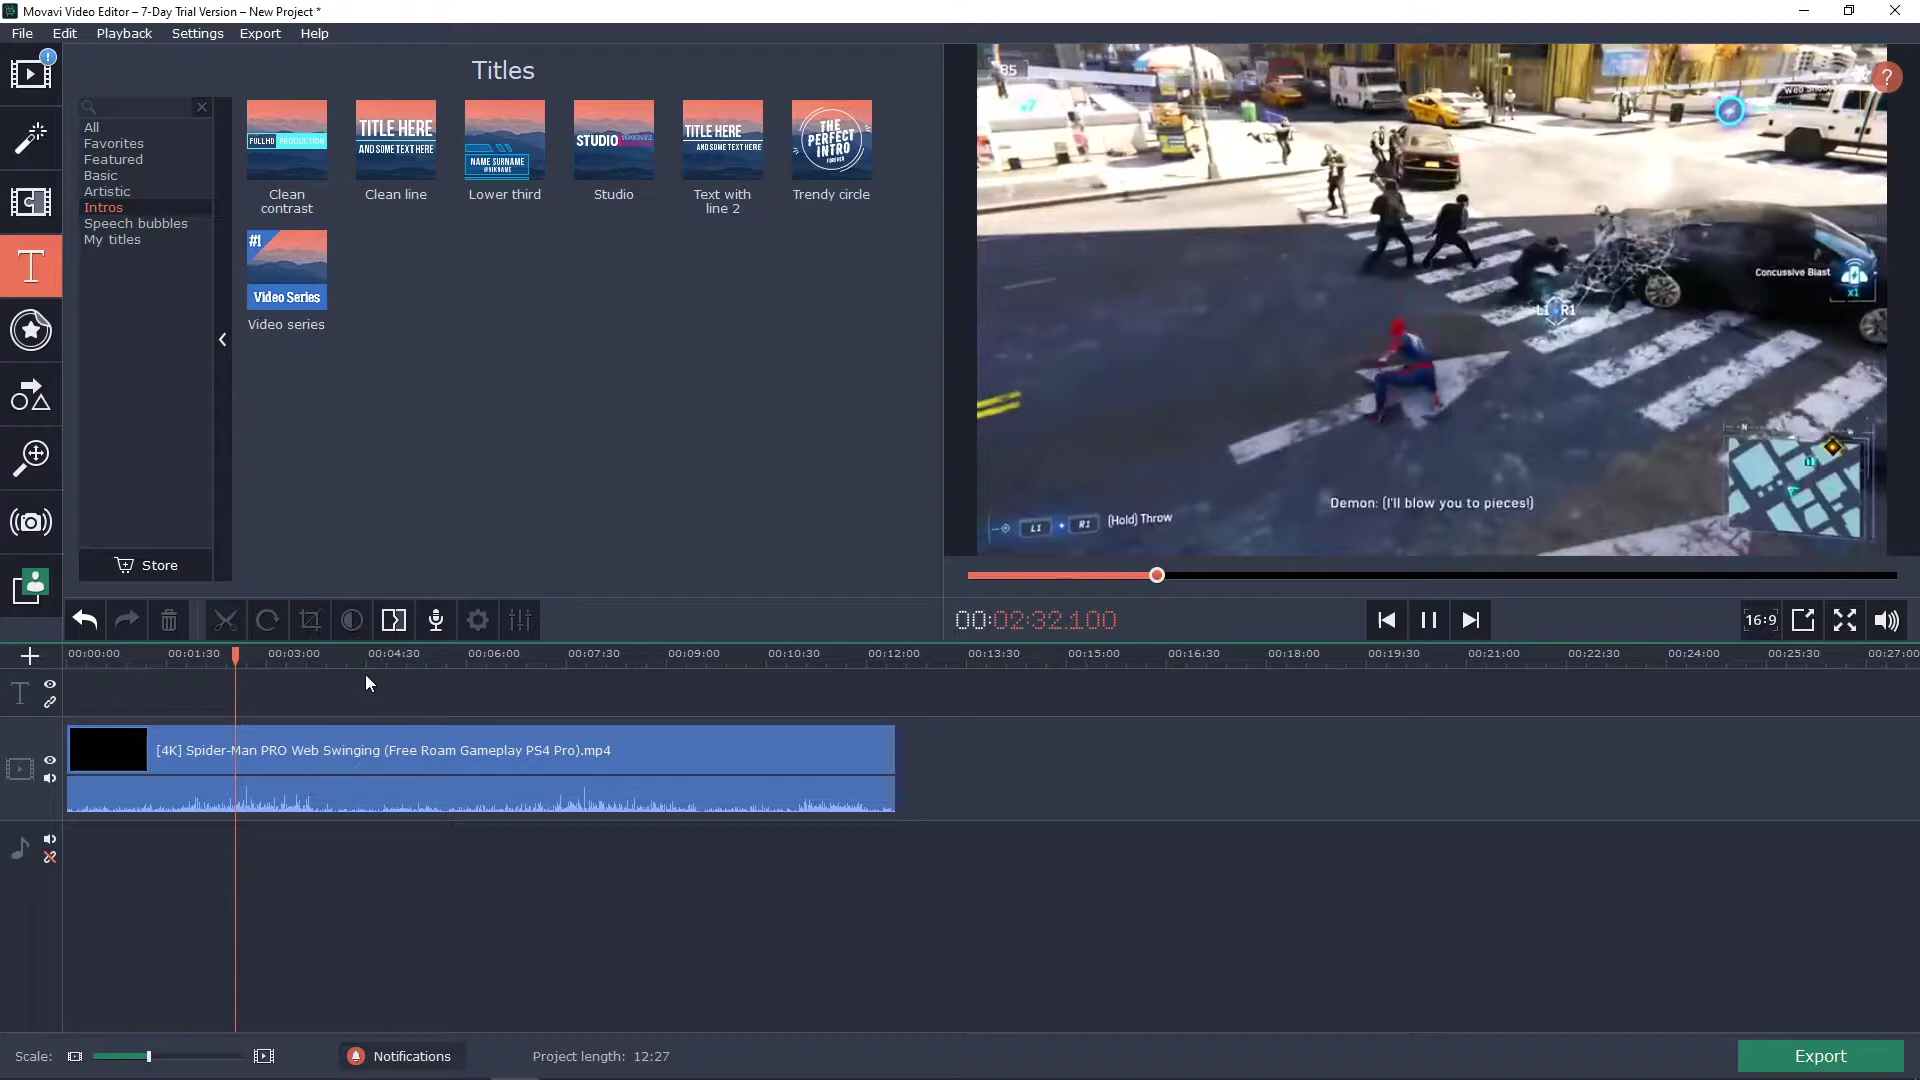 Movavi Video Editor – 7-Day Trial Version – New Project *
File Edit Playback Settings Export Help
Titles
All
Favorites
Featured
Basic
Artistic
Intros
Speech bubbles
My titles
Store
FULLHD PRODUCTION
Clean
contrast
TITLE HERE
AND SOME TEXT HERE
Clean line
NAME SURNAME
@NIKNAME
Lower third
STUDIO
Studio
TITLE HERE
AND SOME TEXT HERE
Text with
line 2
THE
PERFECT
INTRO
FOREVER
Trendy circle
#1
Video Series
Video series
85
?
Concussive Blast
x1
L1 R1
N
Demon: (I'll blow you to pieces!)
L1 + R1 (Hold) Throw
00:02:32.100
16:9
00:00:00 00:01:30 00:03:00 00:04:30 00:06:00 00:07:30 00:09:00 00:10:30 00:12:00 00:13:30 00:15:00 00:16:30 00:18:00 00:19:30 00:21:00 00:22:30 00:24:00 00:25:30 00:27:00
T
[4K] Spider-Man PRO Web Swinging (Free Roam Gameplay PS4 Pro).mp4
Scale:
Notifications
Project length: 12:27
Export